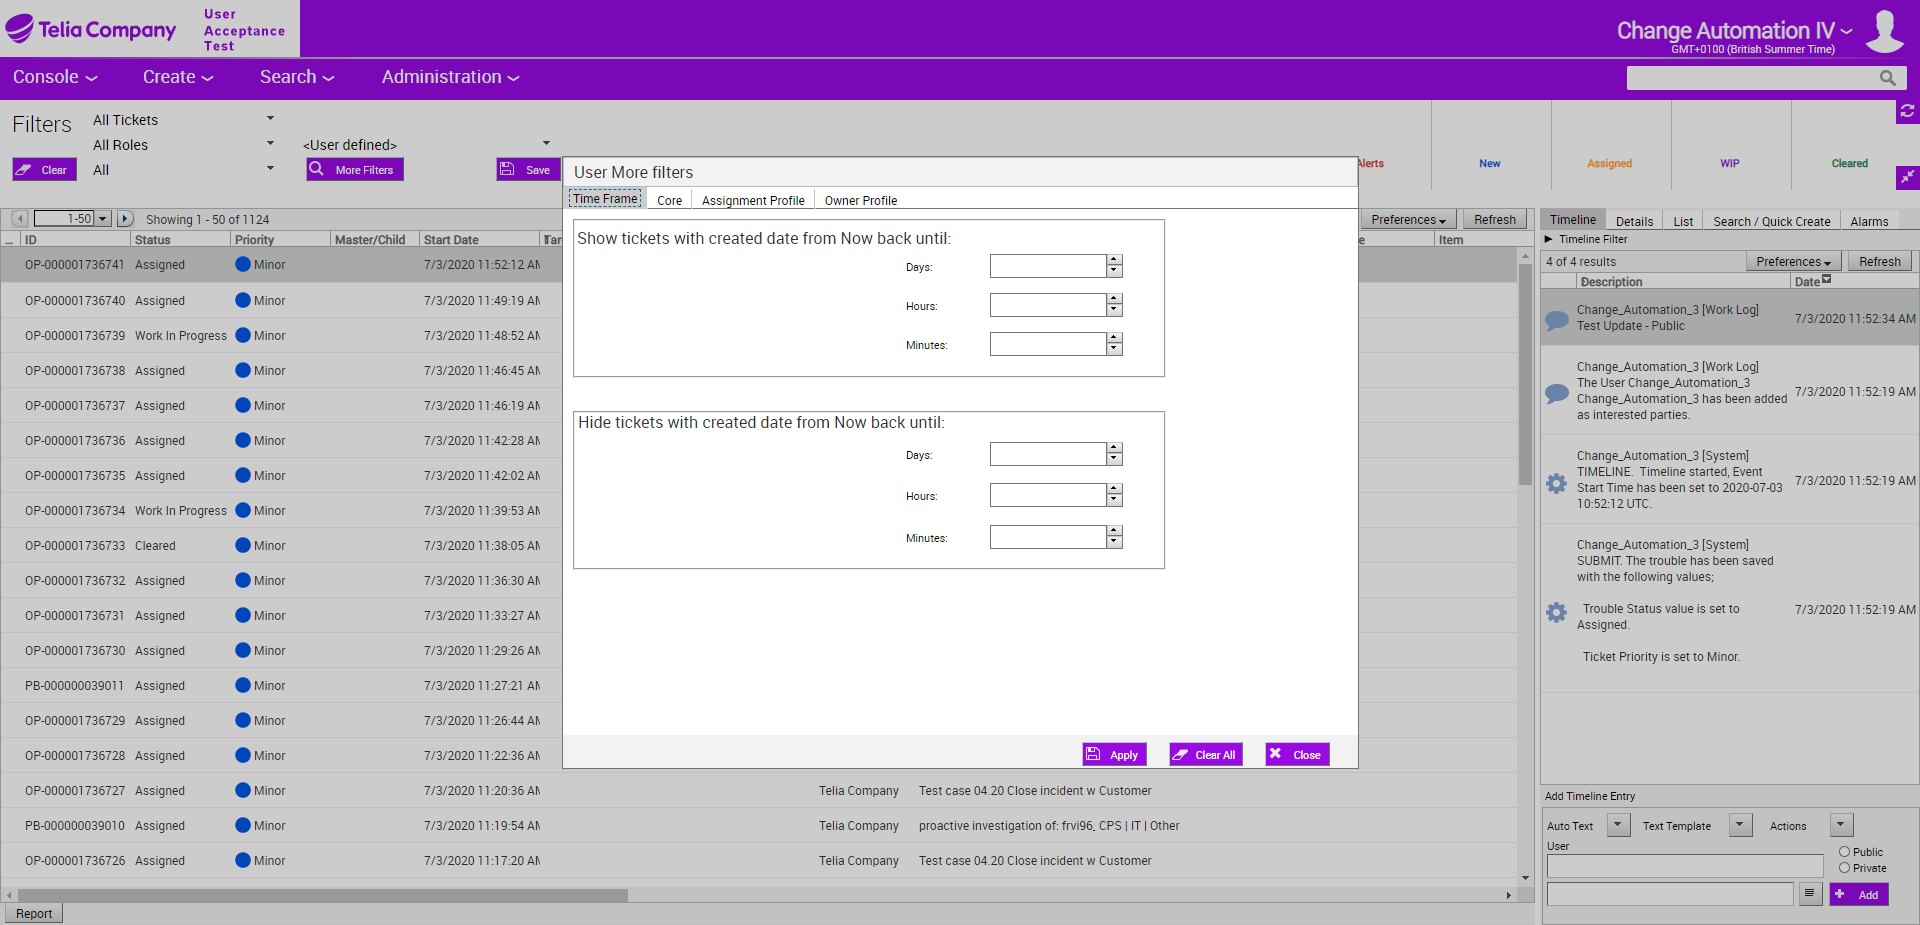 Telia Company
User
Acceptance
Test
Change Automation IV
GMT+0100 (British Summer Time)
Console
Create
Search
Administration
Filters
All Tickets
All Roles
<User defined>
Clear
All
More Filters
Save
Alerts
New
Assigned
WIP
Cleared
User More filters
Time Frame
Core
Assignment Profile
Owner Profile
Show tickets with created date from Now back until:
Days:
Hours:
Minutes:
Hide tickets with created date from Now back until:
Days:
Hours:
Minutes:
Apply
Clear All
Close
1-50
Showing 1 - 50 of 1124
Preferences
Refresh
... ID Status Priority Master/Child Start Date Item
OP-000001736741 Assigned Minor 7/3/2020 11:52:12 AM
OP-000001736740 Assigned Minor 7/3/2020 11:49:19 AM
OP-000001736739 Work In Progress Minor 7/3/2020 11:48:52 AM
OP-000001736738 Assigned Minor 7/3/2020 11:46:45 AM
OP-000001736737 Assigned Minor 7/3/2020 11:46:19 AM
OP-000001736736 Assigned Minor 7/3/2020 11:42:28 AM
OP-000001736735 Assigned Minor 7/3/2020 11:42:02 AM
OP-000001736734 Work In Progress Minor 7/3/2020 11:39:53 AM
OP-000001736733 Cleared Minor 7/3/2020 11:38:05 AM
OP-000001736732 Assigned Minor 7/3/2020 11:36:30 AM
OP-000001736731 Assigned Minor 7/3/2020 11:33:27 AM
OP-000001736730 Assigned Minor 7/3/2020 11:29:26 AM
PB-000000039011 Assigned Minor 7/3/2020 11:27:21 AM
OP-000001736729 Assigned Minor 7/3/2020 11:26:44 AM
OP-000001736728 Assigned Minor 7/3/2020 11:22:36 AM
OP-000001736727 Assigned Minor 7/3/2020 11:20:36 AM Telia Company Test case 04.20 Close incident w Customer
PB-000000039010 Assigned Minor 7/3/2020 11:19:54 AM Telia Company proactive investigation of: frvi96, CPS | IT | Other
OP-000001736726 Assigned Minor 7/3/2020 11:17:20 AM Telia Company Test case 04.20 Close incident w Customer
Report
Timeline
Details
List
Search / Quick Create
Alarms
Timeline Filter
4 of 4 results
Preferences
Refresh
Description Date
Change_Automation_3 [Work Log]
Test Update - Public
7/3/2020 11:52:34 AM
Change_Automation_3 [Work Log]
The User Change_Automation_3
Change_Automation_3 has been added
as interested parties.
7/3/2020 11:52:19 AM
Change_Automation_3 [System]
TIMELINE. Timeline started, Event
Start Time has been set to 2020-07-03
10:52:12 UTC.
7/3/2020 11:52:19 AM
Change_Automation_3 [System]
SUBMIT. The trouble has been saved
with the following values;
Trouble Status value is set to
Assigned.
Ticket Priority is set to Minor.
7/3/2020 11:52:19 AM
Add Timeline Entry
Auto Text
Text Template
Actions
User
Public
Private
Add